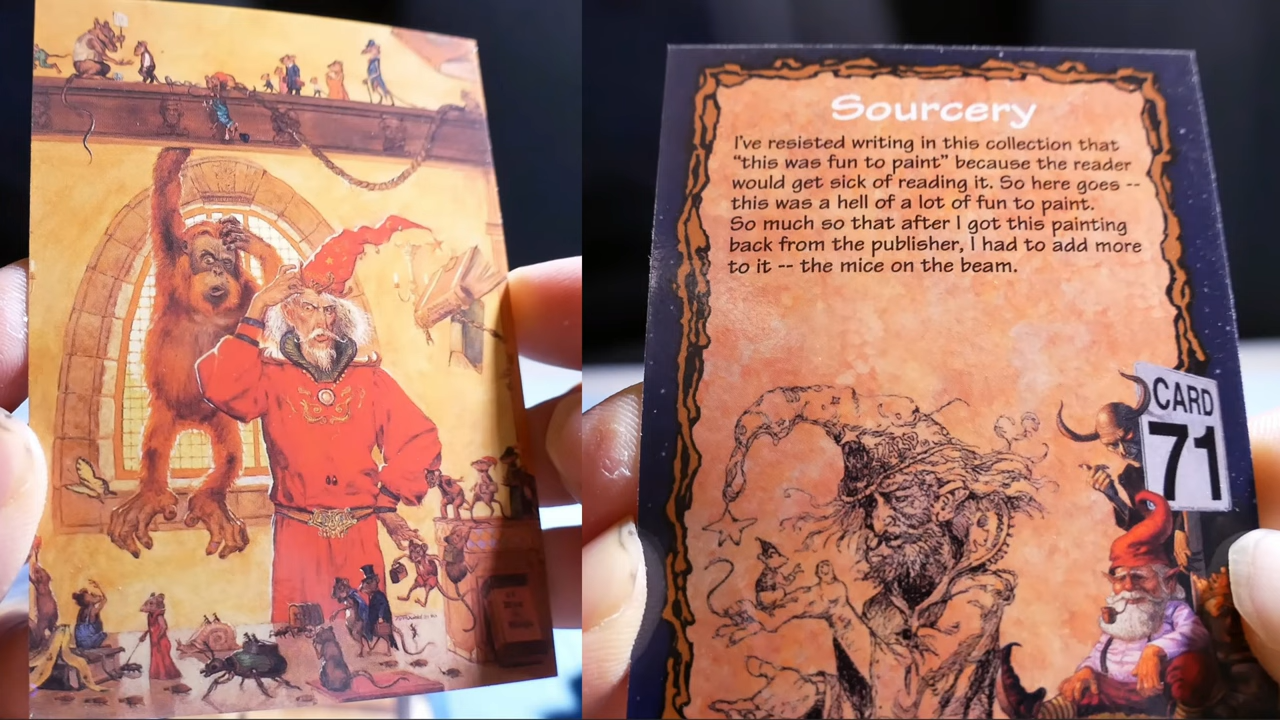 Sourcery
I've resisted writing in this collection that
"this was fun to paint" because the reader
would get sick of reading it. So here goes --
this was a hell of a lot of fun to paint.
So much so that after I got this painting
back from the publisher, I had to add more
to it -- the mice on the beam.
CARD
71